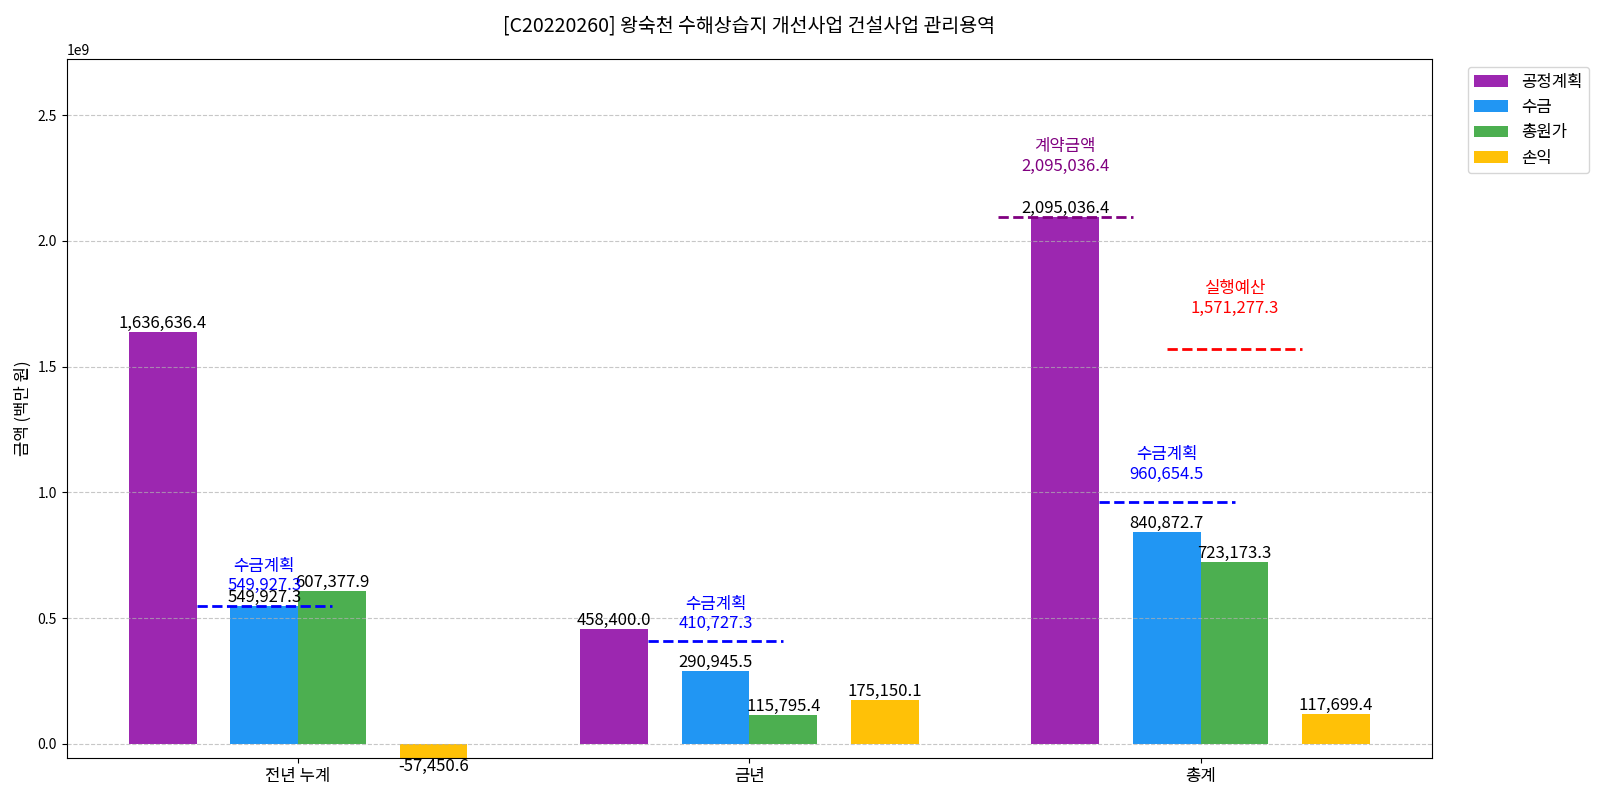 [C20220260] 왕숙천 수해상습지 개선사업 건설사업 관리용역
1e9
공정계획
수금
총원가
손익
금액 (백만 원)
2.5
2.0
1.5
1.0
0.5
0.0
1,636,636.4
수금계획
549,927.3
549,927.3
607,377.9
-57,450.6
458,400.0
수금계획
410,727.3
290,945.5
115,795.4
175,150.1
계약금액
2,095,036.4
2,095,036.4
실행예산
1,571,277.3
수금계획
960,654.5
840,872.7
723,173.3
117,699.4
전년 누계
금년
총계